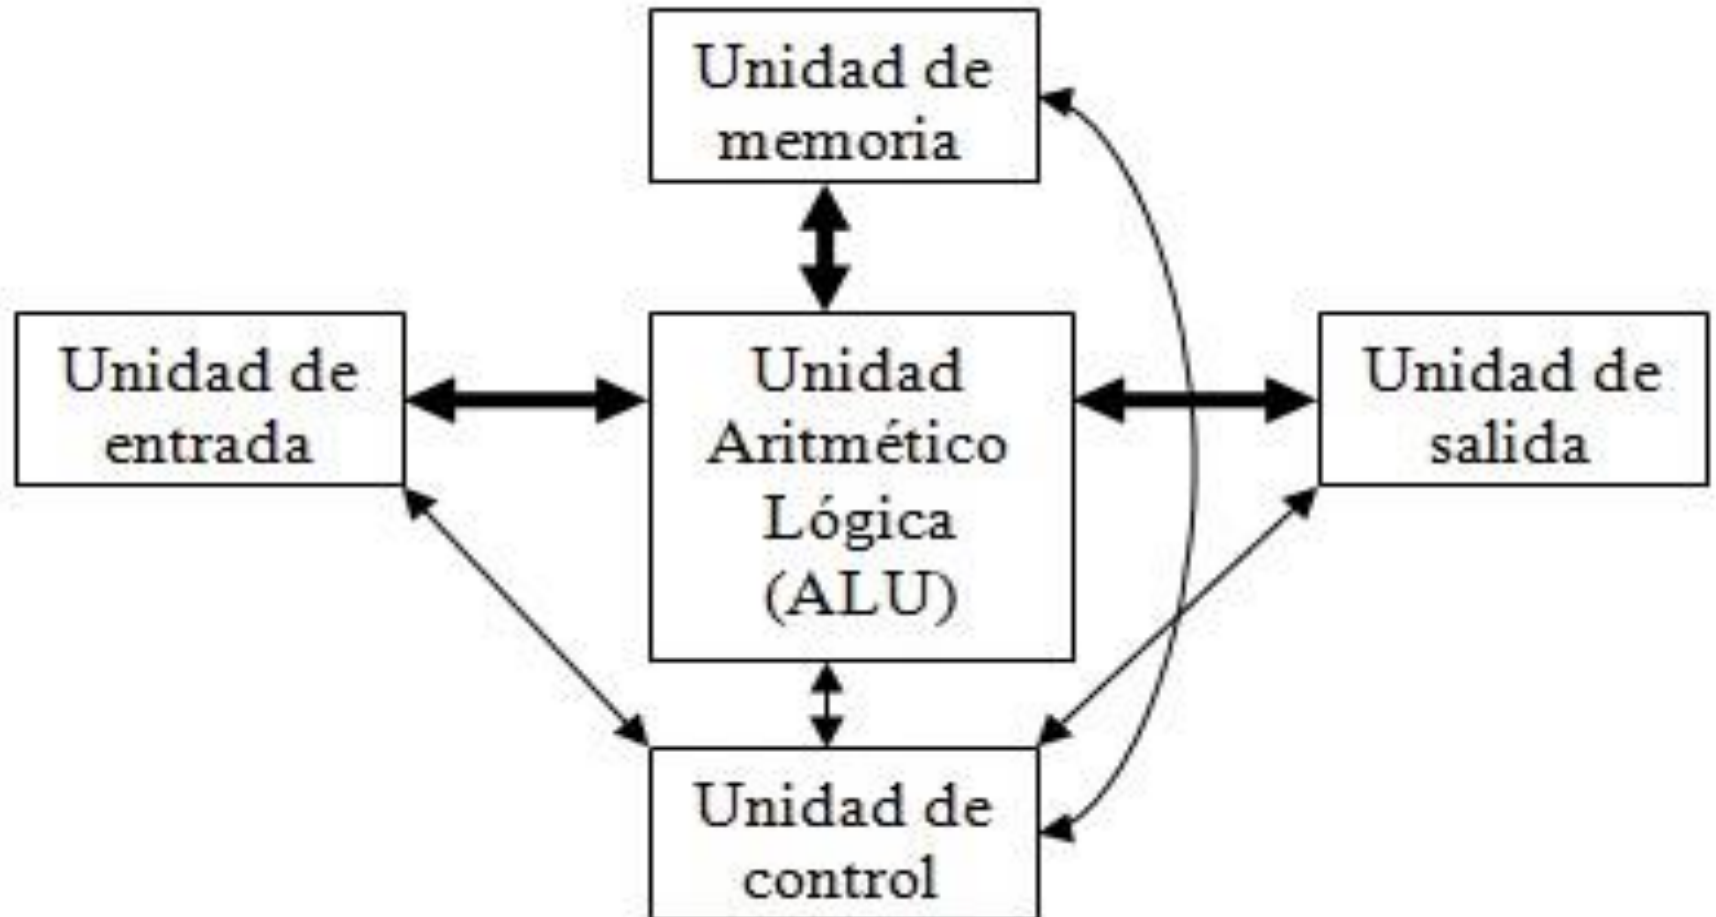 Unidad de
memoria
Unidad de
entrada
Unidad
Aritmético
Lógica
(ALU)
Unidad de
salida
Unidad de
control